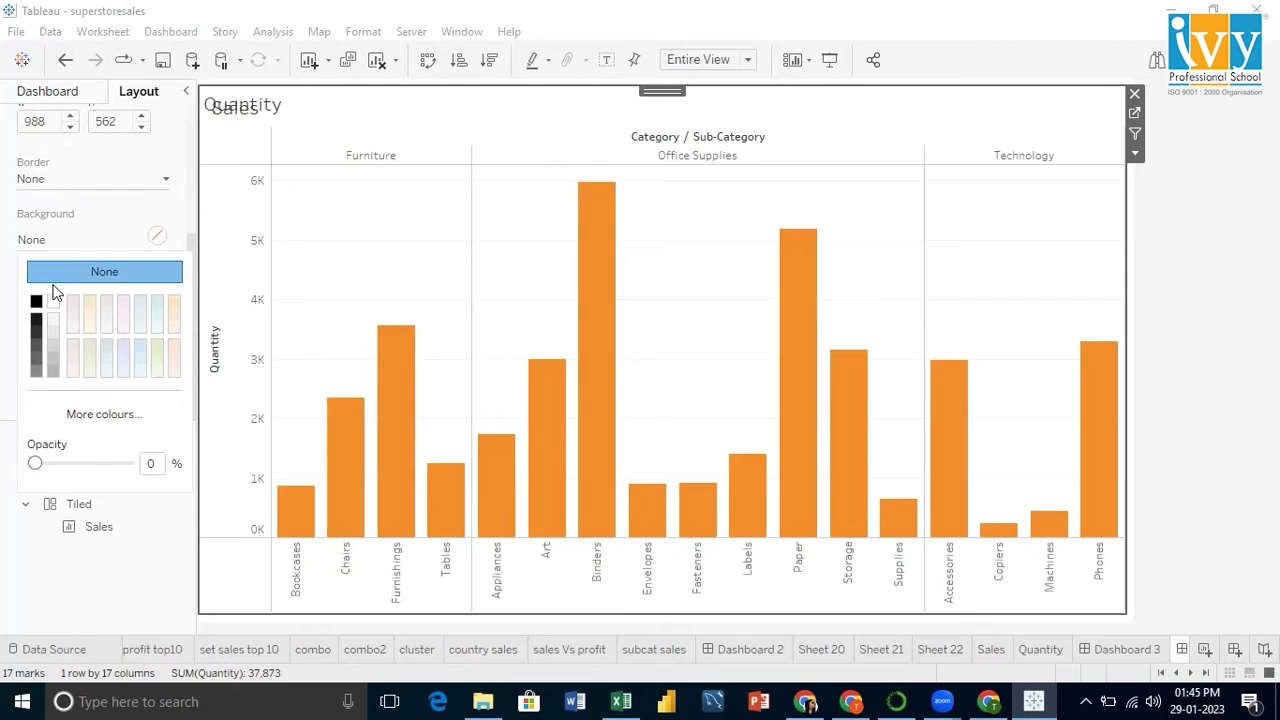 Tableau - superstoresales
File Data Worksheet Dashboard Story Analysis Map Format Server Window Help
Entire View
ivy
Professional School
ISO 9001 : 2000 Organisation
Dashboard Layout
988 562
Border
None
Background
None
None
More colours...
Opacity
0 %
Tiled
Sales
Quantity
Sales
Category / Sub-Category
Furniture Office Supplies Technology
6K
5K
4K
3K
2K
1K
0K
Quantity
Bookcases Chairs Furnishings Tables Appliances Art Binders Envelopes Fasteners Labels Paper Storage Supplies Accessories Copiers Machines Phones
Data Source profit top10 set sales top 10 combo combo2 cluster country sales sales Vs profit subcat sales Dashboard 2 Sheet 20 Sheet 21 Sheet 22 Sales Quantity Dashboard 3
17 marks 1 row by 17 columns SUM(Quantity): 37,873
Type here to search
zoom
01:45 PM
29-01-2023
1